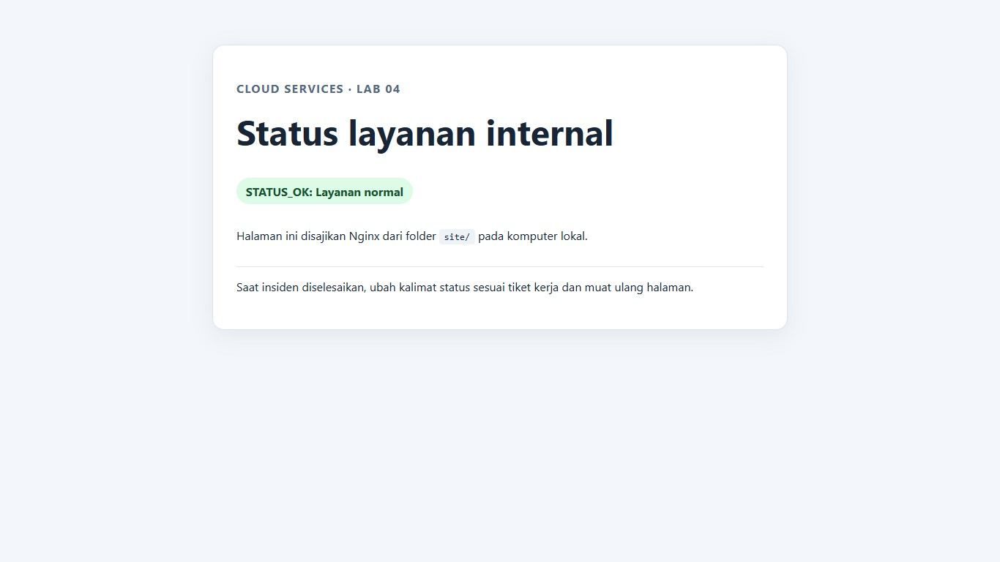 CLOUD SERVICES · LAB 04
Status layanan internal
STATUS_OK: Layanan normal
Halaman ini disajikan Nginx dari folder site/ pada komputer lokal.
Saat insiden diselesaikan, ubah kalimat status sesuai tiket kerja dan muat ulang halaman.